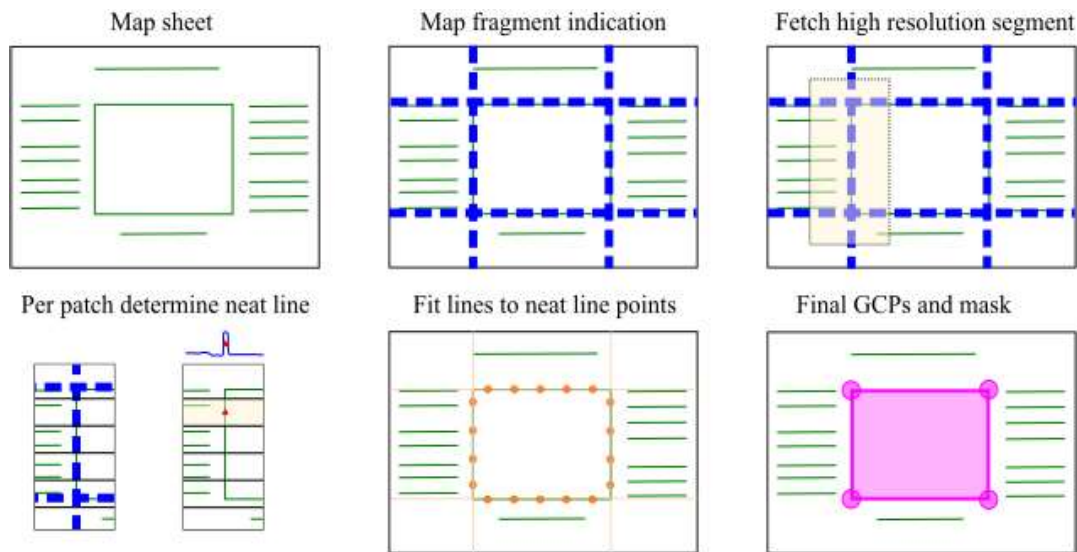 Map sheet
Map fragment indication
Fetch high resolution segment
Per patch determine neat line
Fit lines to neat line points
Final GCPs and mask